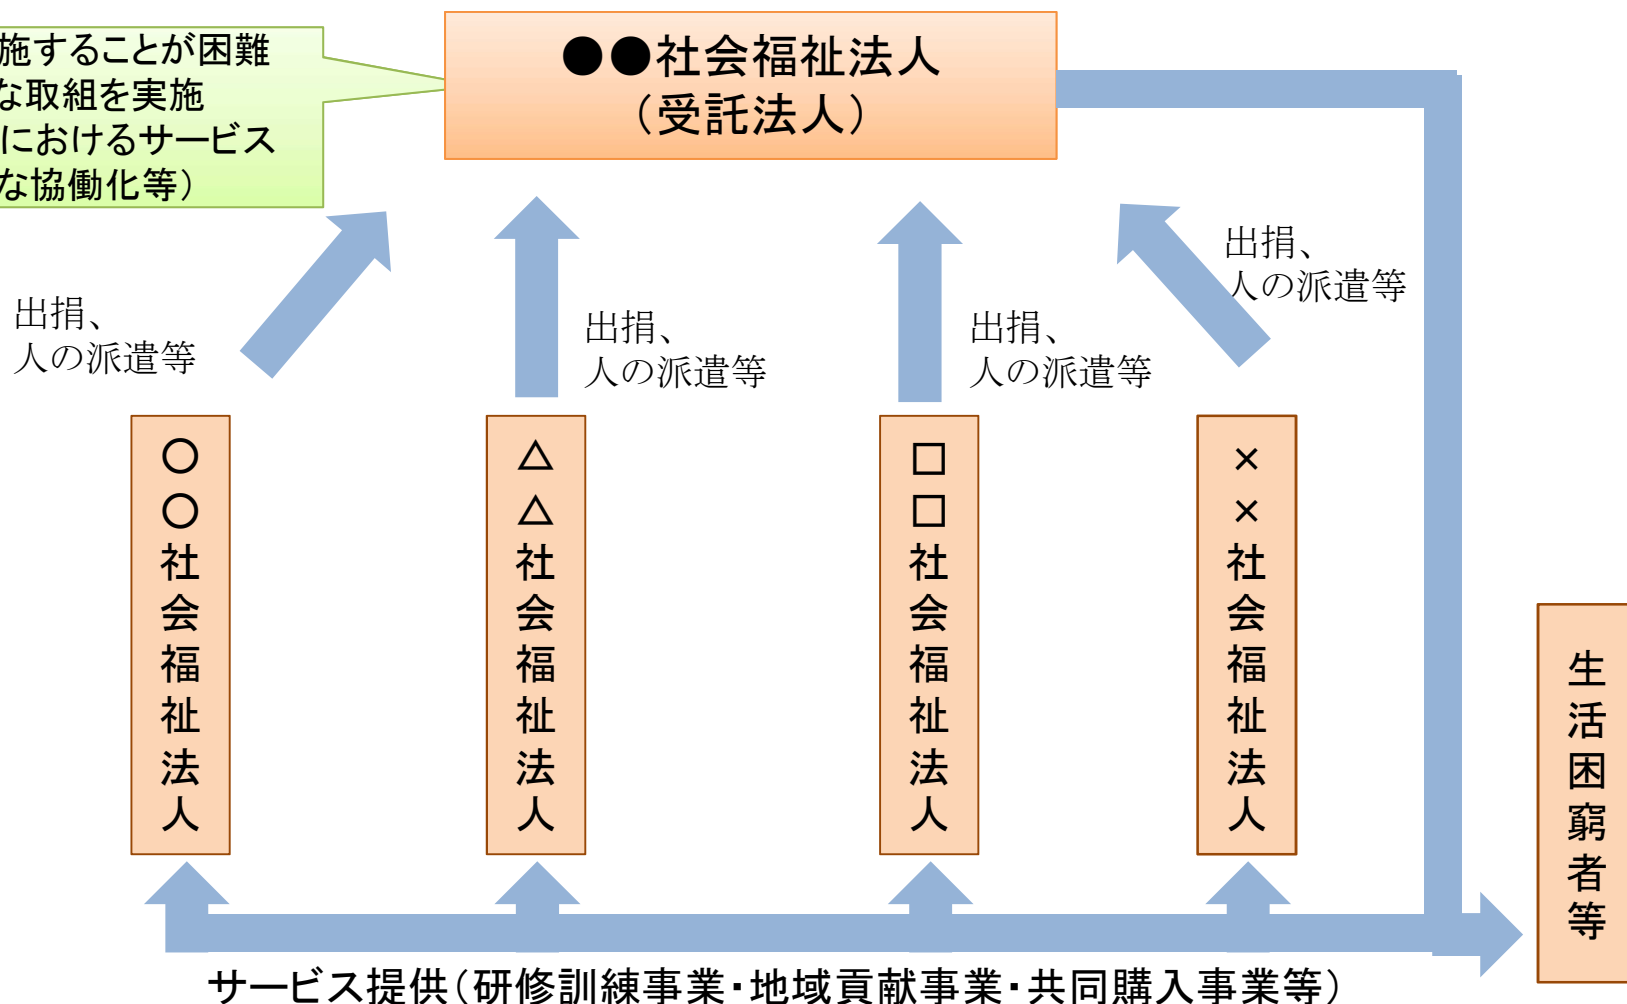 施することが困難
な取組を実施
におけるサービス
な協働化等）
●●社会福祉法人
（受託法人）
出捐、
人の派遣等
出捐、
人の派遣等
出捐、
人の派遣等
出捐、
人の派遣等
○○社会福祉法人
△△社会福祉法人
□□社会福祉法人
××社会福祉法人
生活困窮者等
サービス提供（研修訓練事業・地域貢献事業・共同購入事業等）